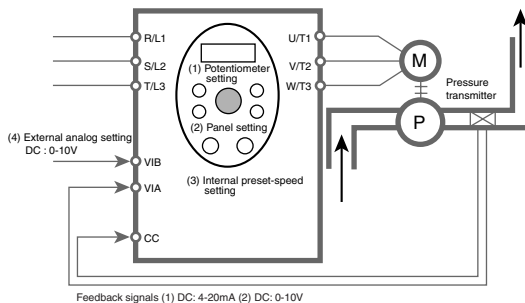 R/L1
U/T1
S/L2
V/T2
T/L3
W/T3
M
P
Pressure
transmitter
(1) Potentiometer
setting
(2) Panel setting
(3) Internal preset-speed
setting
(4) External analog setting
DC : 0-10V
VIB
VIA
CC
Feedback signals (1) DC: 4-20mA (2) DC: 0-10V